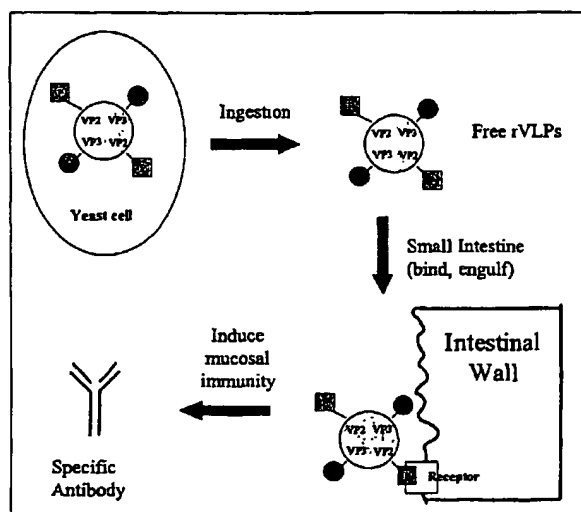 VP2 VP3
VP3 VP2
Yeast cell
Ingestion
VP2 VP3
VP3 VP2
Free rVLPs
Small Intestine
(bind, engulf)
Induce
mucosal
immunity
Intestinal
Wall
VP2 VP3
VP3 VP2
Receptor
Specific
Antibody